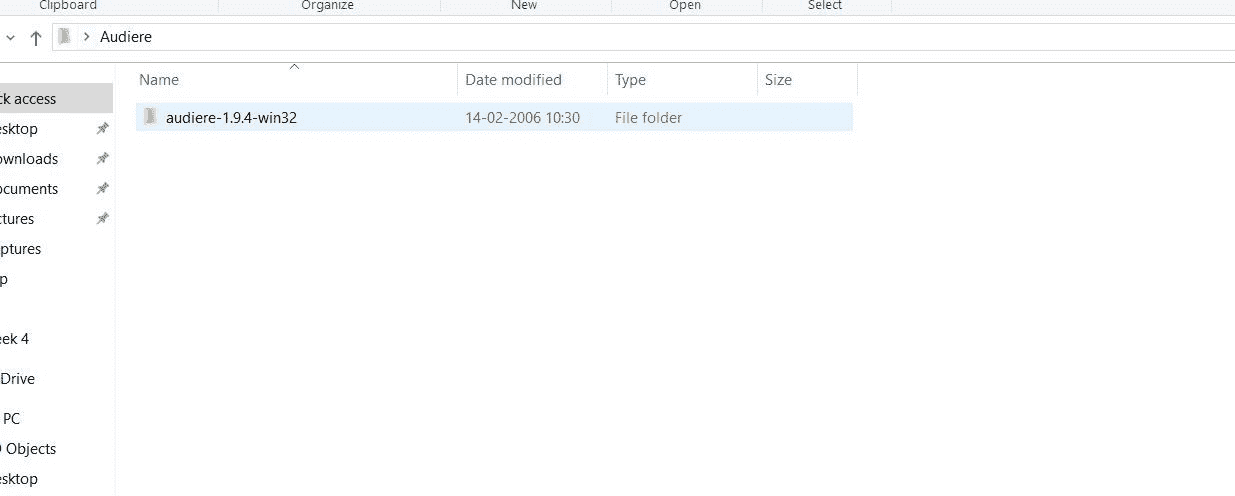 Clipboard Organize New Open Select
Audiere
Name Date modified Type Size
ck access
audiere-1.9.4-win32 14-02-2006 10:30 File folder
esktop
ownloads
ocuments
ctures
ptures
p
eek 4
Drive
PC
Objects
esktop